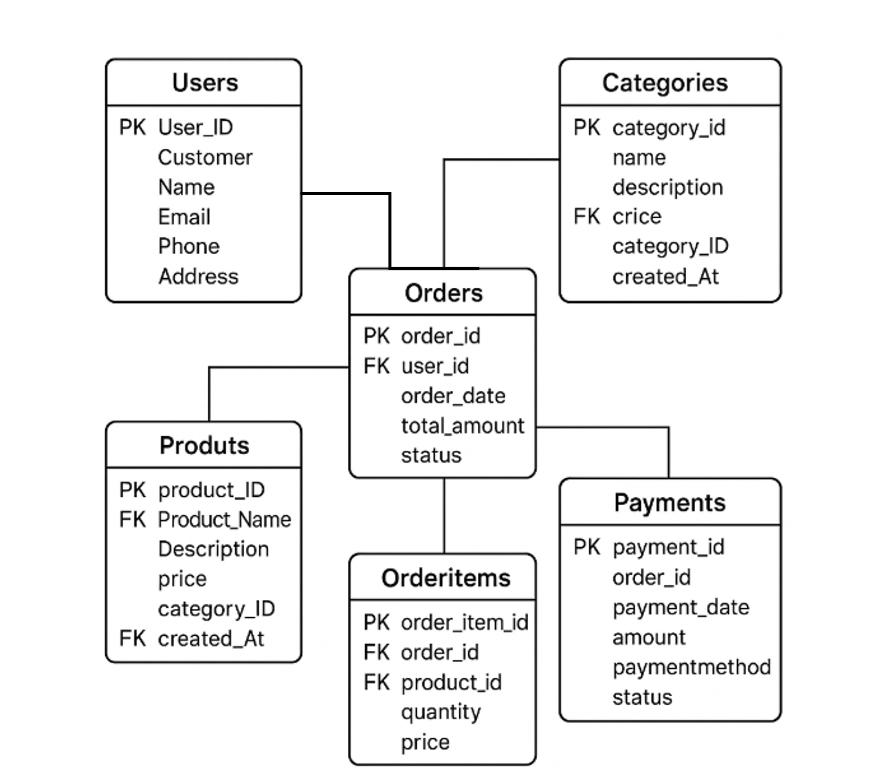 Users
PK User_ID
Customer
Name
Email
Phone
Address
Categories
PK category_id
name
description
FK crice
category_ID
created_At
Orders
PK order_id
FK user_id
order_date
total_amount
status
Produts
PK product_ID
FK Product_Name
Description
price
category_ID
FK created_At
Orderitems
PK order_item_id
FK order_id
FK product_id
quantity
price
Payments
PK payment_id
order_id
payment_date
amount
paymentmethod
status